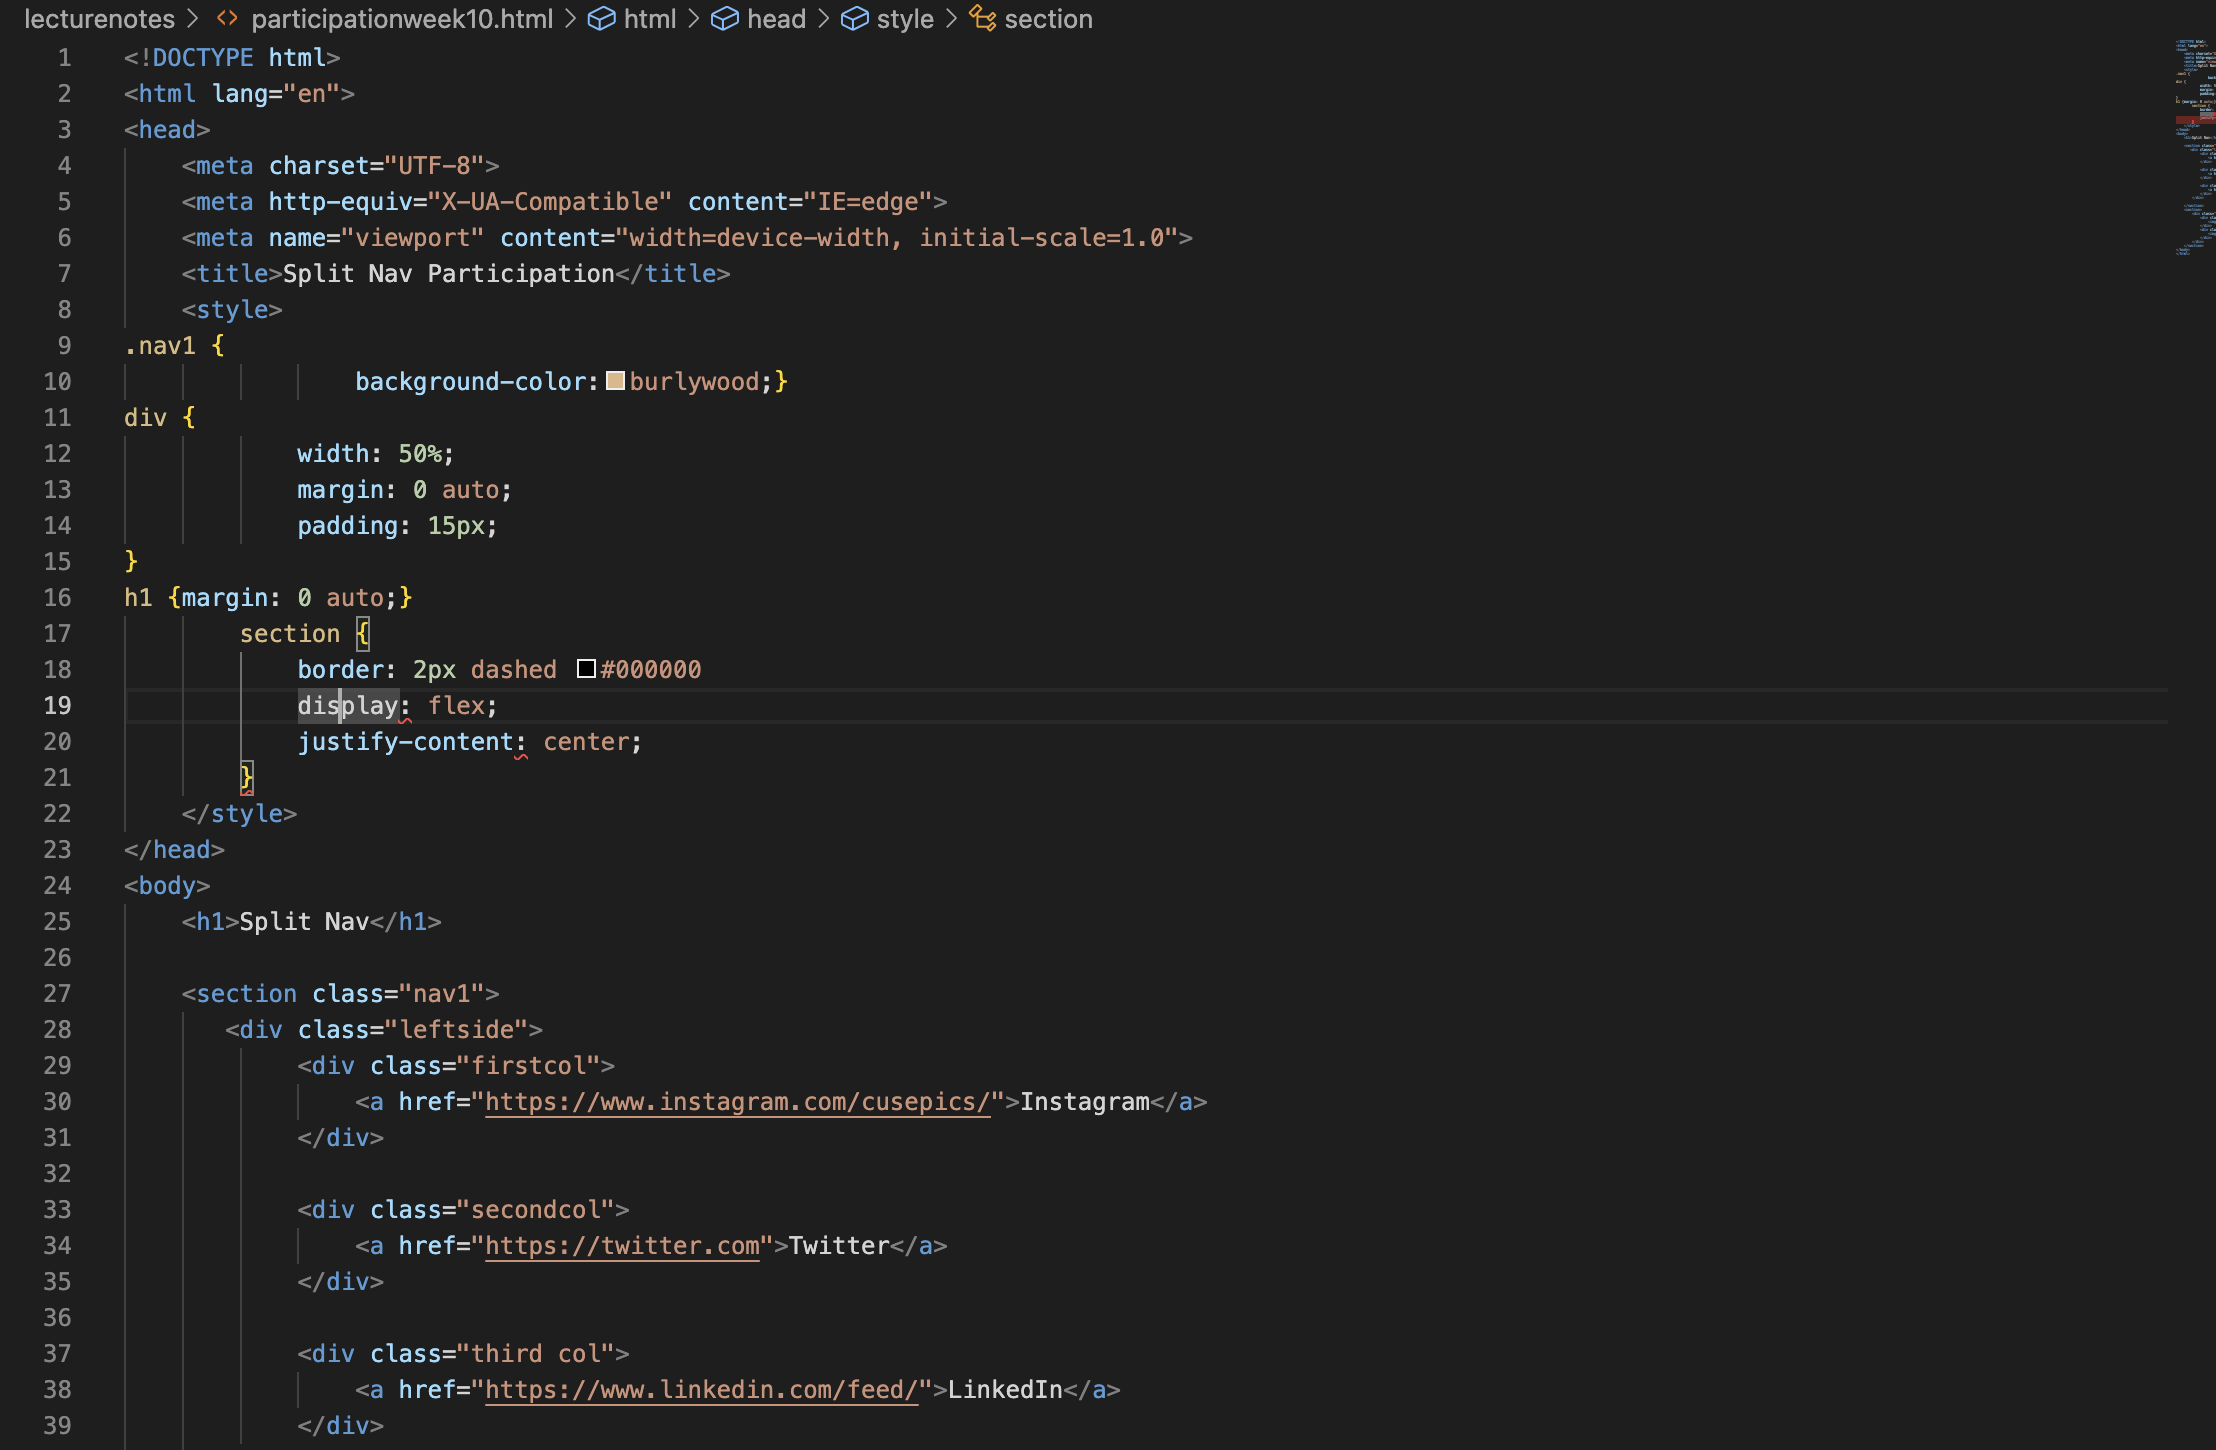 lecturenotes > <> participationweek10.html > html > head > style > section
1 <!DOCTYPE html>
2 <html lang="en">
3 <head>
4     <meta charset="UTF-8">
5     <meta http-equiv="X-UA-Compatible" content="IE=edge">
6     <meta name="viewport" content="width=device-width, initial-scale=1.0">
7     <title>Split Nav Participation</title>
8     <style>
9 .nav1 {
10                 background-color: burlywood;}
11 div {
12             width: 50%;
13             margin: 0 auto;
14             padding: 15px;
15 }
16 h1 {margin: 0 auto;}
17         section {
18             border: 2px dashed #000000
19             display: flex;
20             justify-content: center;
21         }
22     </style>
23 </head>
24 <body>
25     <h1>Split Nav</h1>
26
27     <section class="nav1">
28        <div class="leftside">
29             <div class="firstcol">
30                 <a href="https://www.instagram.com/cusepics/">Instagram</a>
31             </div>
32
33             <div class="secondcol">
34                 <a href="https://twitter.com">Twitter</a>
35             </div>
36
37             <div class="third col">
38                 <a href="https://www.linkedin.com/feed/">LinkedIn</a>
39             </div>